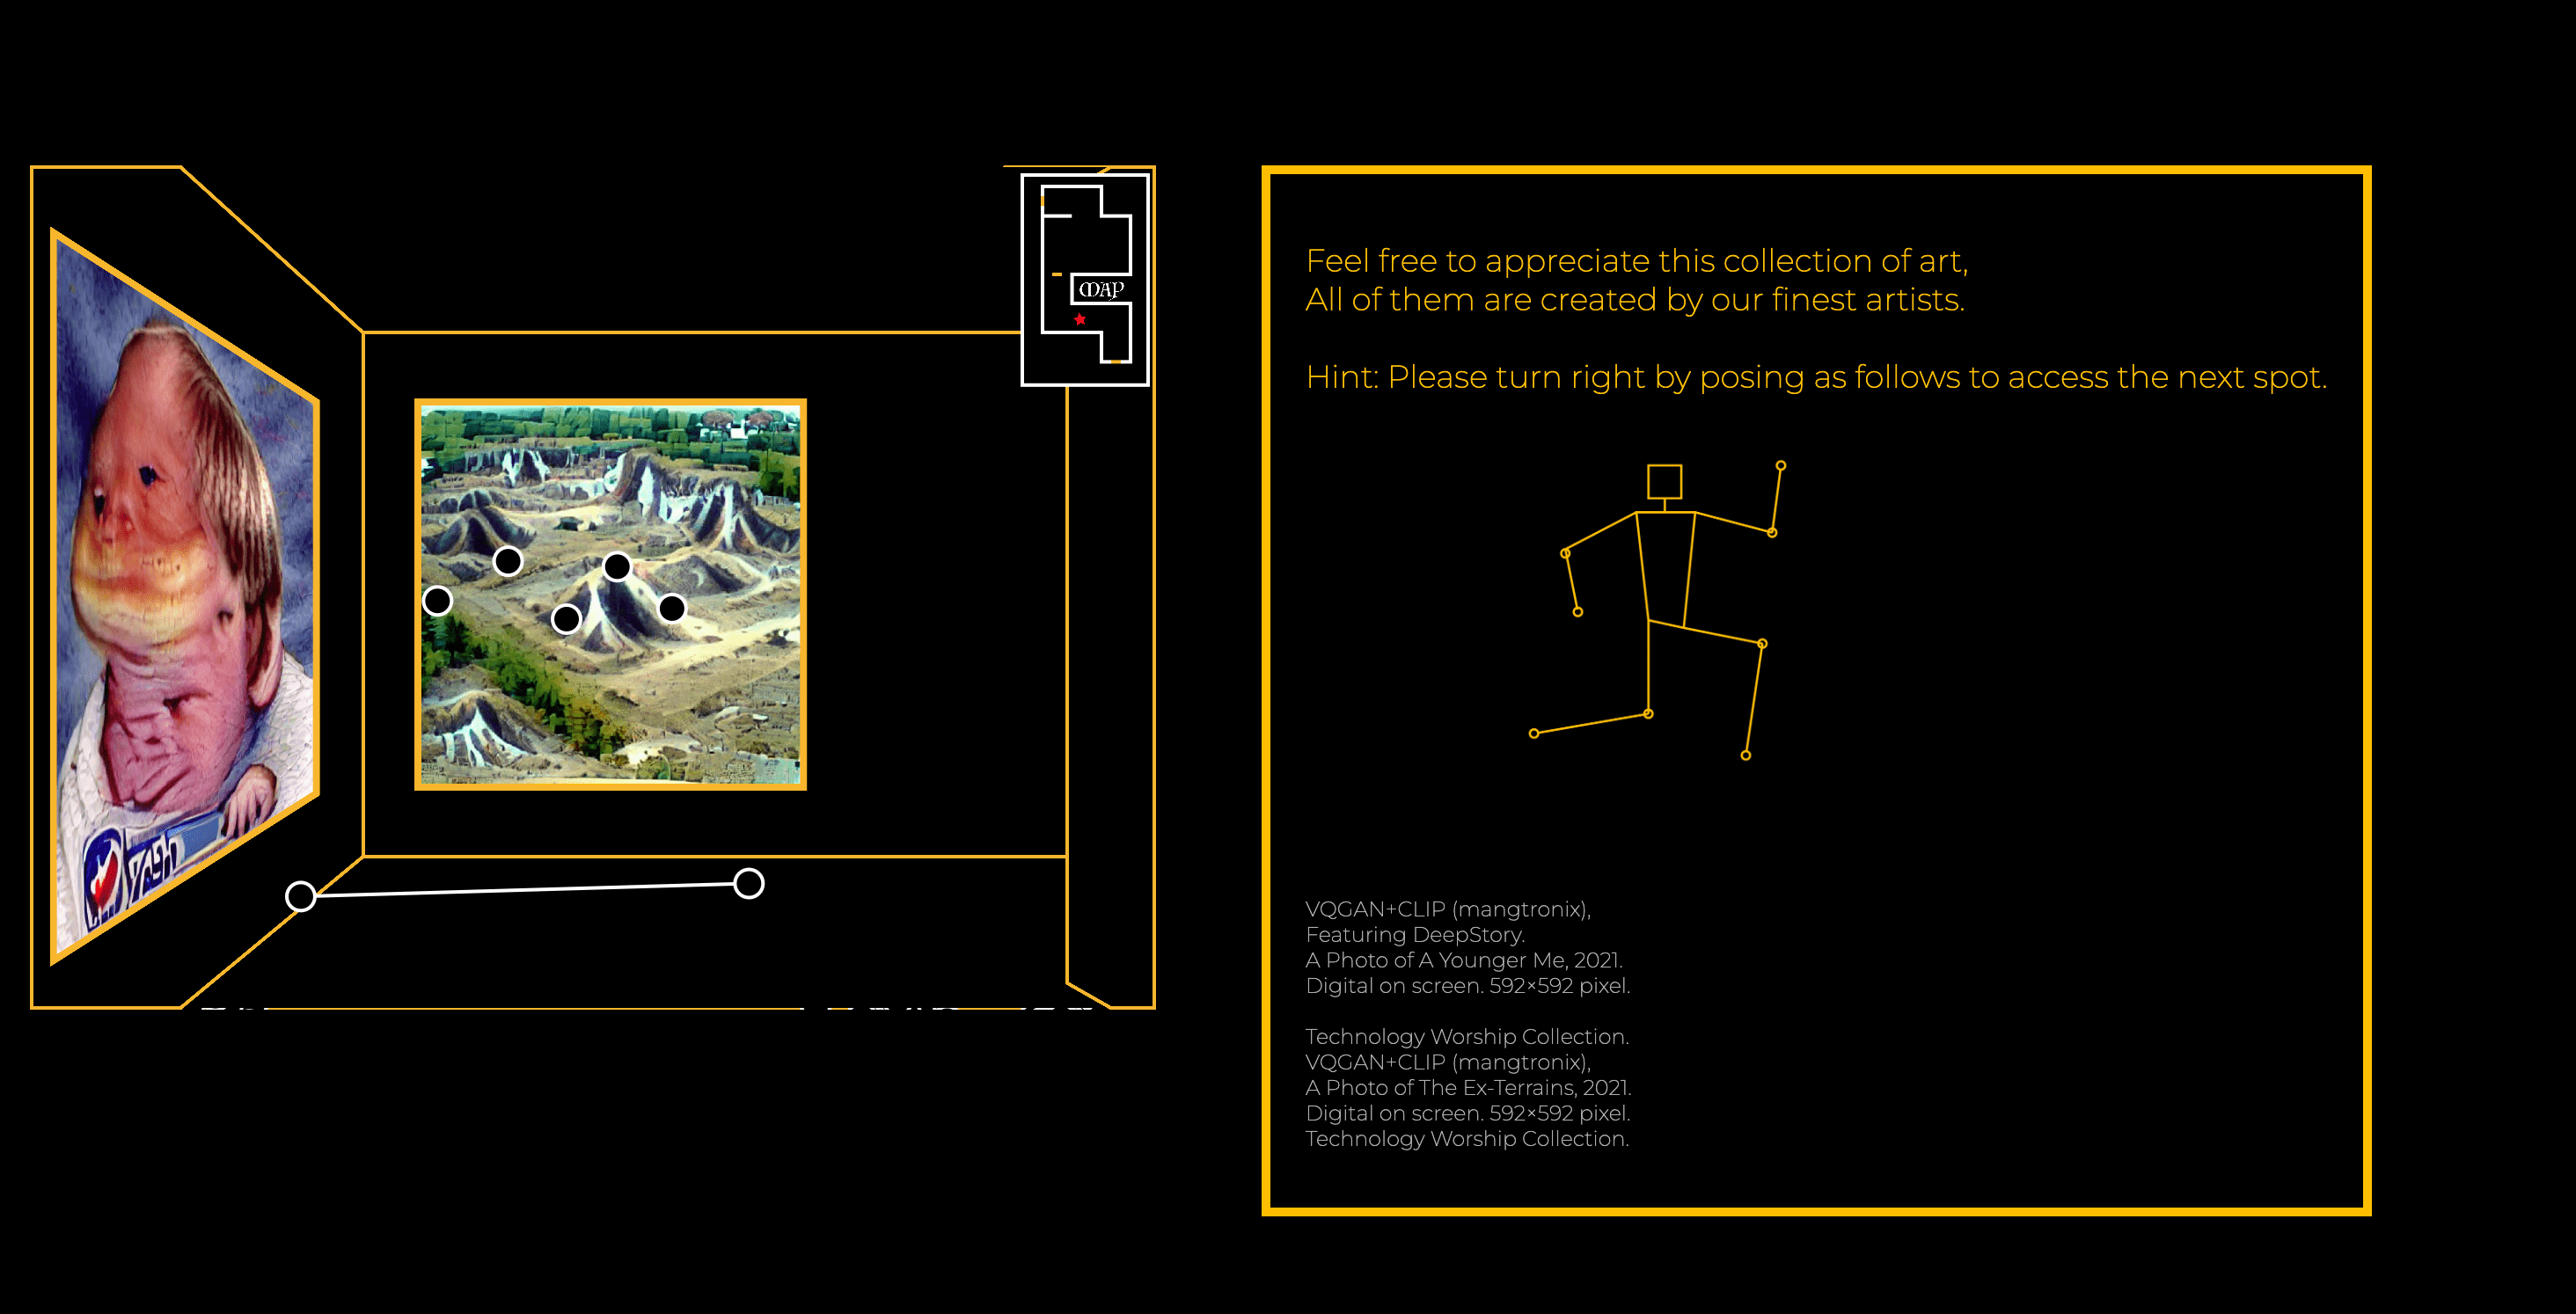 MAP
Feel free to appreciate this collection of art,
All of them are created by our finest artists.
Hint: Please turn right by posing as follows to access the next spot.
VQGAN+CLIP (mangtronix),
Featuring DeepStory.
A Photo of A Younger Me, 2021.
Digital on screen. 592×592 pixel.
Technology Worship Collection.
VQGAN+CLIP (mangtronix),
A Photo of The Ex-Terrains, 2021.
Digital on screen. 592×592 pixel.
Technology Worship Collection.